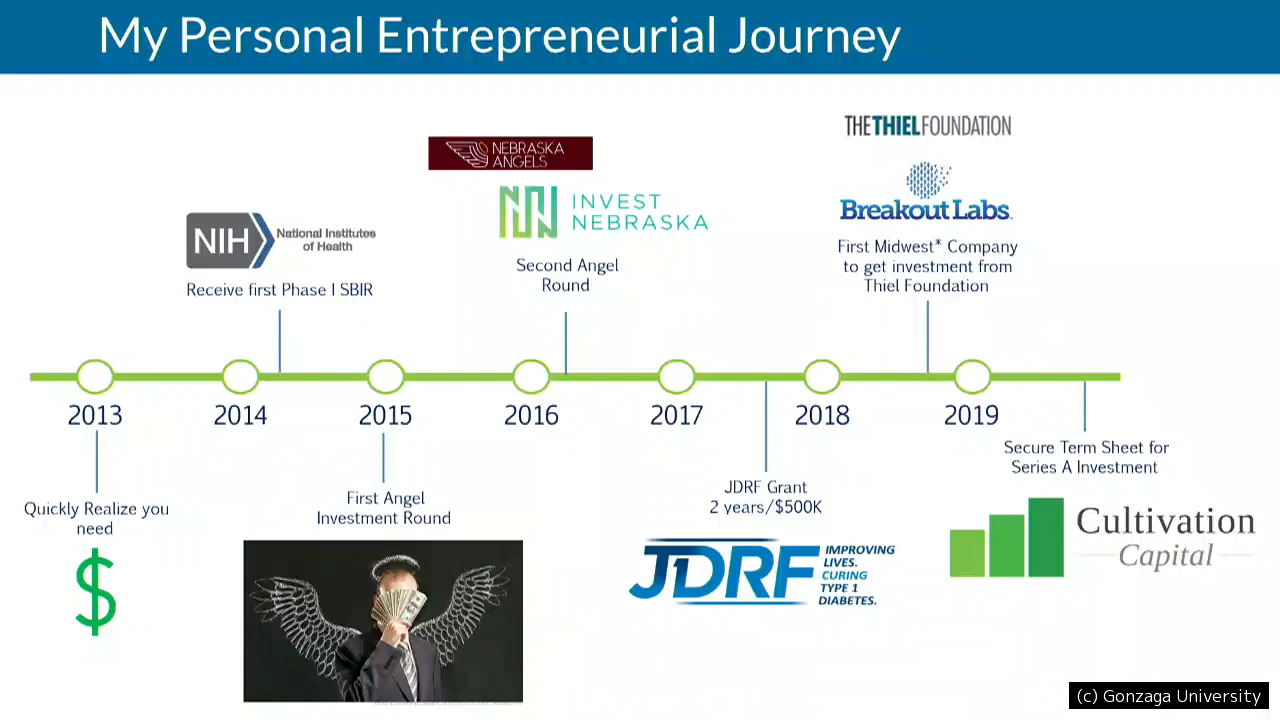 My Personal Entrepreneurial Journey
THE THIEL FOUNDATION
NEBRASKA
ANGELS
Breakout Labs
INVEST
NEBRASKA
NIH National Institutes
of Health
First Midwest* Company
to get investment from
Thiel Foundation
Second Angel
Round
Receive first Phase I SBIR
2013
2014
2015
2016
2017
2018
2019
Quickly Realize you
need
$
First Angel
Investment Round
JDRF Grant
2 years/$500K
JDRF
IMPROVING
LIVES.
CURING
TYPE 1
DIABETES.
Secure Term Sheet for
Series A Investment
Cultivation
Capital
(c) Gonzaga University